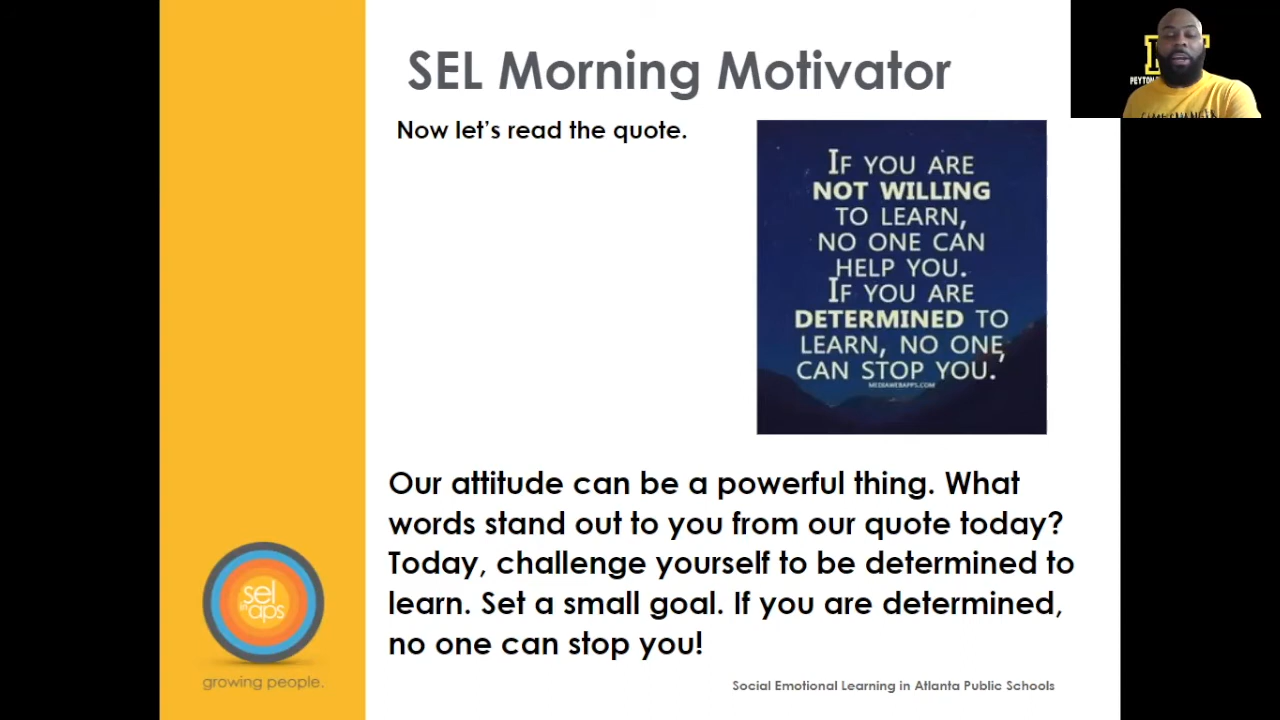 SEL Morning Motivator
PEYTON
Now let's read the quote.
IF YOU ARE
NOT WILLING
TO LEARN,
NO ONE CAN
HELP YOU.
IF YOU ARE
DETERMINED TO
LEARN, NO ONE
CAN STOP YOU.'
MEDIAWEBAPPS.COM
Our attitude can be a powerful thing. What
words stand out to you from our quote today?
Today, challenge yourself to be determined to
learn. Set a small goal. If you are determined,
no one can stop you!
sel
in aps
growing people.
Social Emotional Learning in Atlanta Public Schools